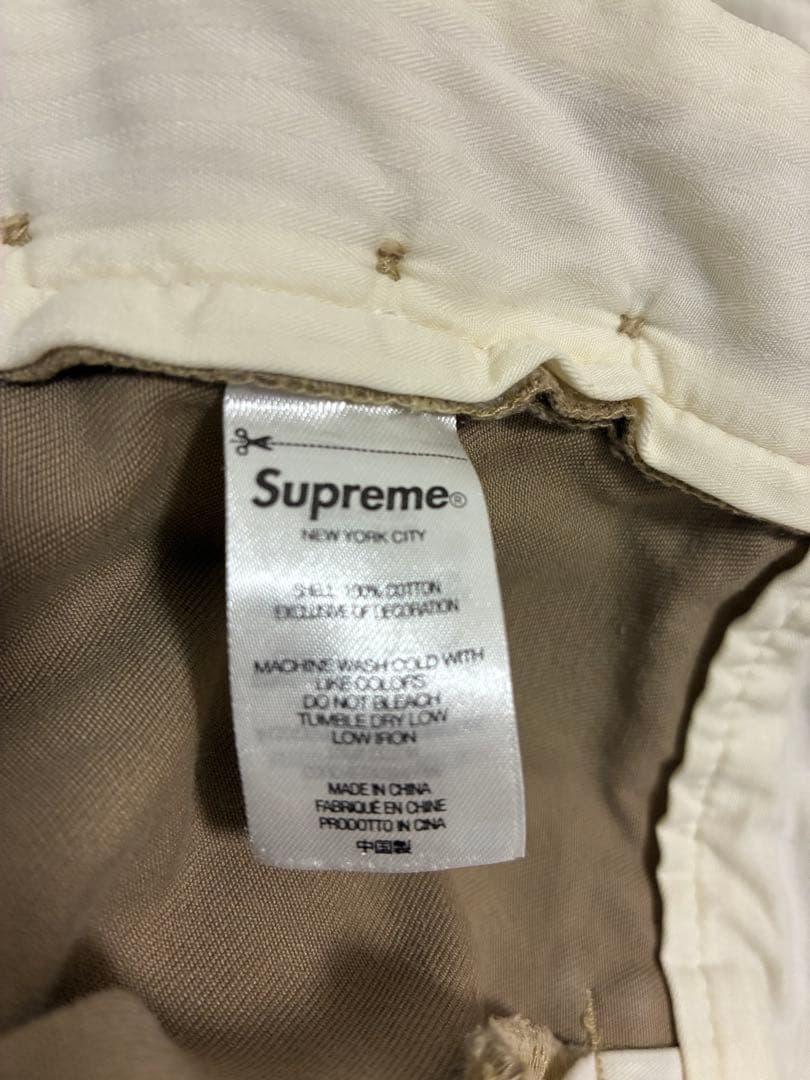 Supreme®
NEW YORK CITY
SHELL: 100% COTTON
EXCLUSIVE OF DECORATION
MACHINE WASH COLD WITH
LIKE COLORS
DO NOT BLEACH
TUMBLE DRY LOW
LOW IRON
MADE IN CHINA
FABRIQUÉ EN CHINE
PRODOTTO IN CINA
中国製